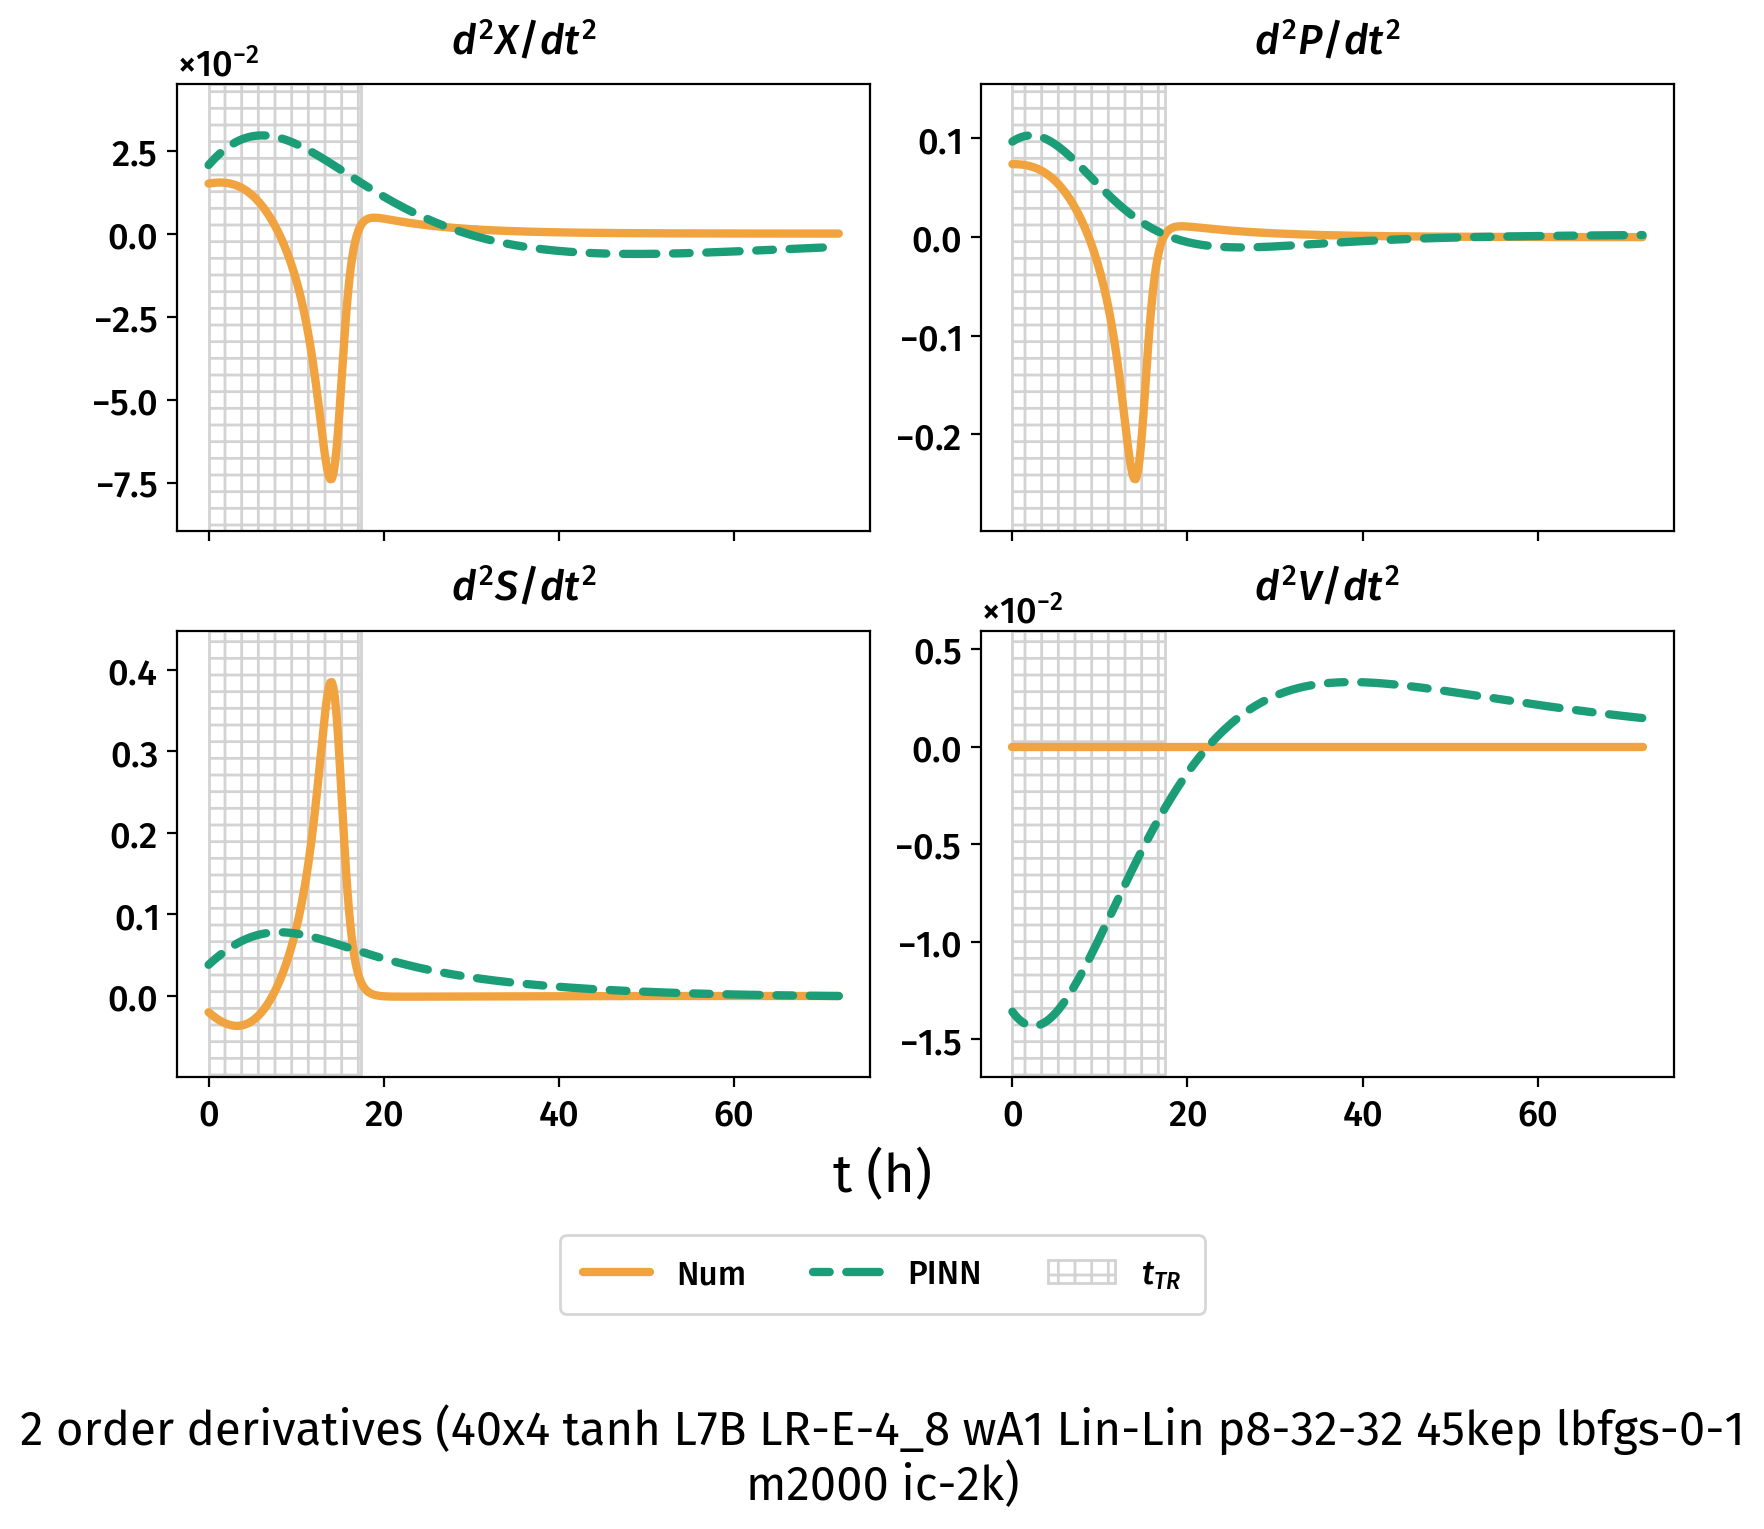 d²X/dt²
d²P/dt²
×10⁻²
2.5
0.0
−2.5
−5.0
−7.5
0.1
0.0
−0.1
−0.2
d²S/dt²
d²V/dt²
×10⁻²
0.4
0.3
0.2
0.1
0.0
0.5
0.0
−0.5
−1.0
−1.5
0 20 40 60
0 20 40 60
t (h)
Num PINN t_TR
2 order derivatives (40x4 tanh L7B LR-E-4_8 wA1 Lin-Lin p8-32-32 45kep lbfgs-0-1
m2000 ic-2k)